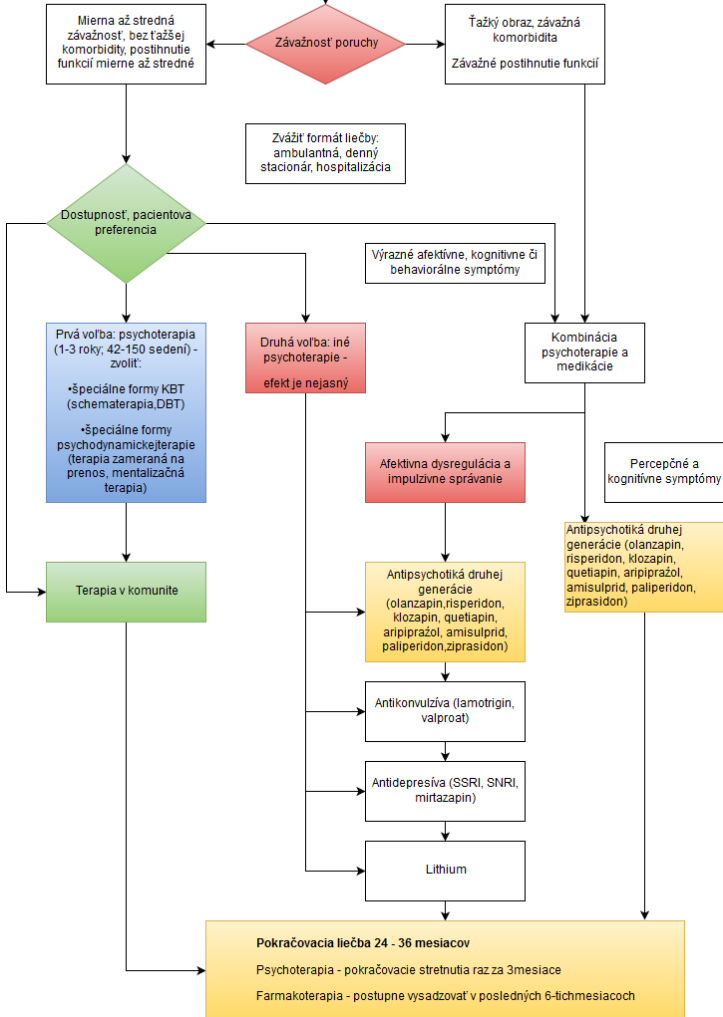 Mierna až stredná
závažnosť, bez ťažšej
komorbidity, postihnutie
funkcií mierne až stredné
Závažnosť poruchy
Ťažký obraz, závažná
komorbidita
Závažné postihnutie funkcií
Zvážiť formát liečby:
ambulantná, denný
stacionár, hospitalizácia
Dostupnosť, pacientova
preferencia
Výrazné afektívne, kognitivne či
behaviorálne symptómy
Prvá voľba: psychoterapia
(1-3 roky; 42-150 sedení) -
zvoliť:
•špeciálne formy KBT
(schematerapia,DBT)
•špeciálne formy
psychodynamickejterapie
(terapia zameraná na
prenos, mentalizačná
terapia)
Druhá voľba: iné
psychoterapie -
efekt je nejasný
Kombinácia
psychoterapie a
medikácie
Afektivna dysregulácia a
impulzivne správanie
Percepčné a
kognitívne symptómy
Antipsychotiká druhej
generácie (olanzapin,
risperidon, klozapin,
quetiapin, aripipraźol,
amisulprid, paliperidon,
ziprasidon)
Terapia v komunite
Antipsychotiká druhej
generácie
(olanzapin,risperidon,
klozapin, quetiapin,
aripipraźol, amisulprid,
paliperidon,ziprasidon)
Antikonvulzíva (lamotrigin,
valproat)
Antidepresíva (SSRI, SNRI,
mirtazapin)
Lithium
Pokračovacia liečba 24 - 36 mesiacov
Psychoterapia - pokračovacie stretnutia raz za 3mesiace
Farmakoterapia - postupne vysadzovať v posledných 6-tichmesiacoch